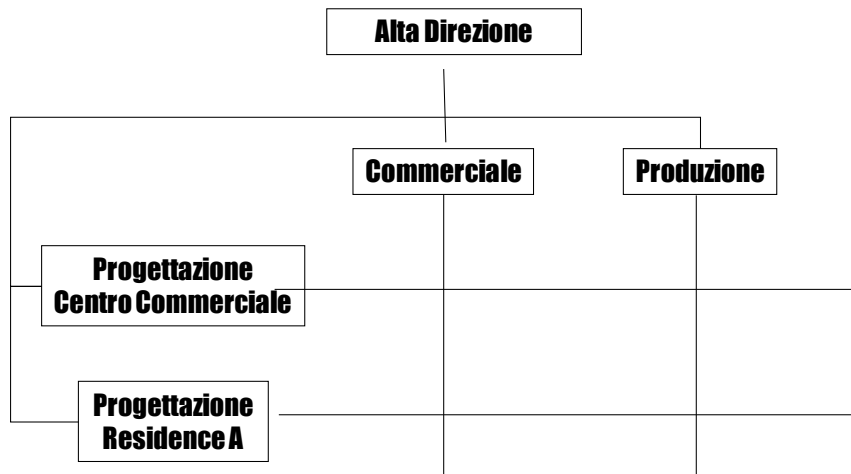 Alta Direzione
Commerciale
Produzione
Progettazione
Centro Commerciale
Progettazione
Residence A